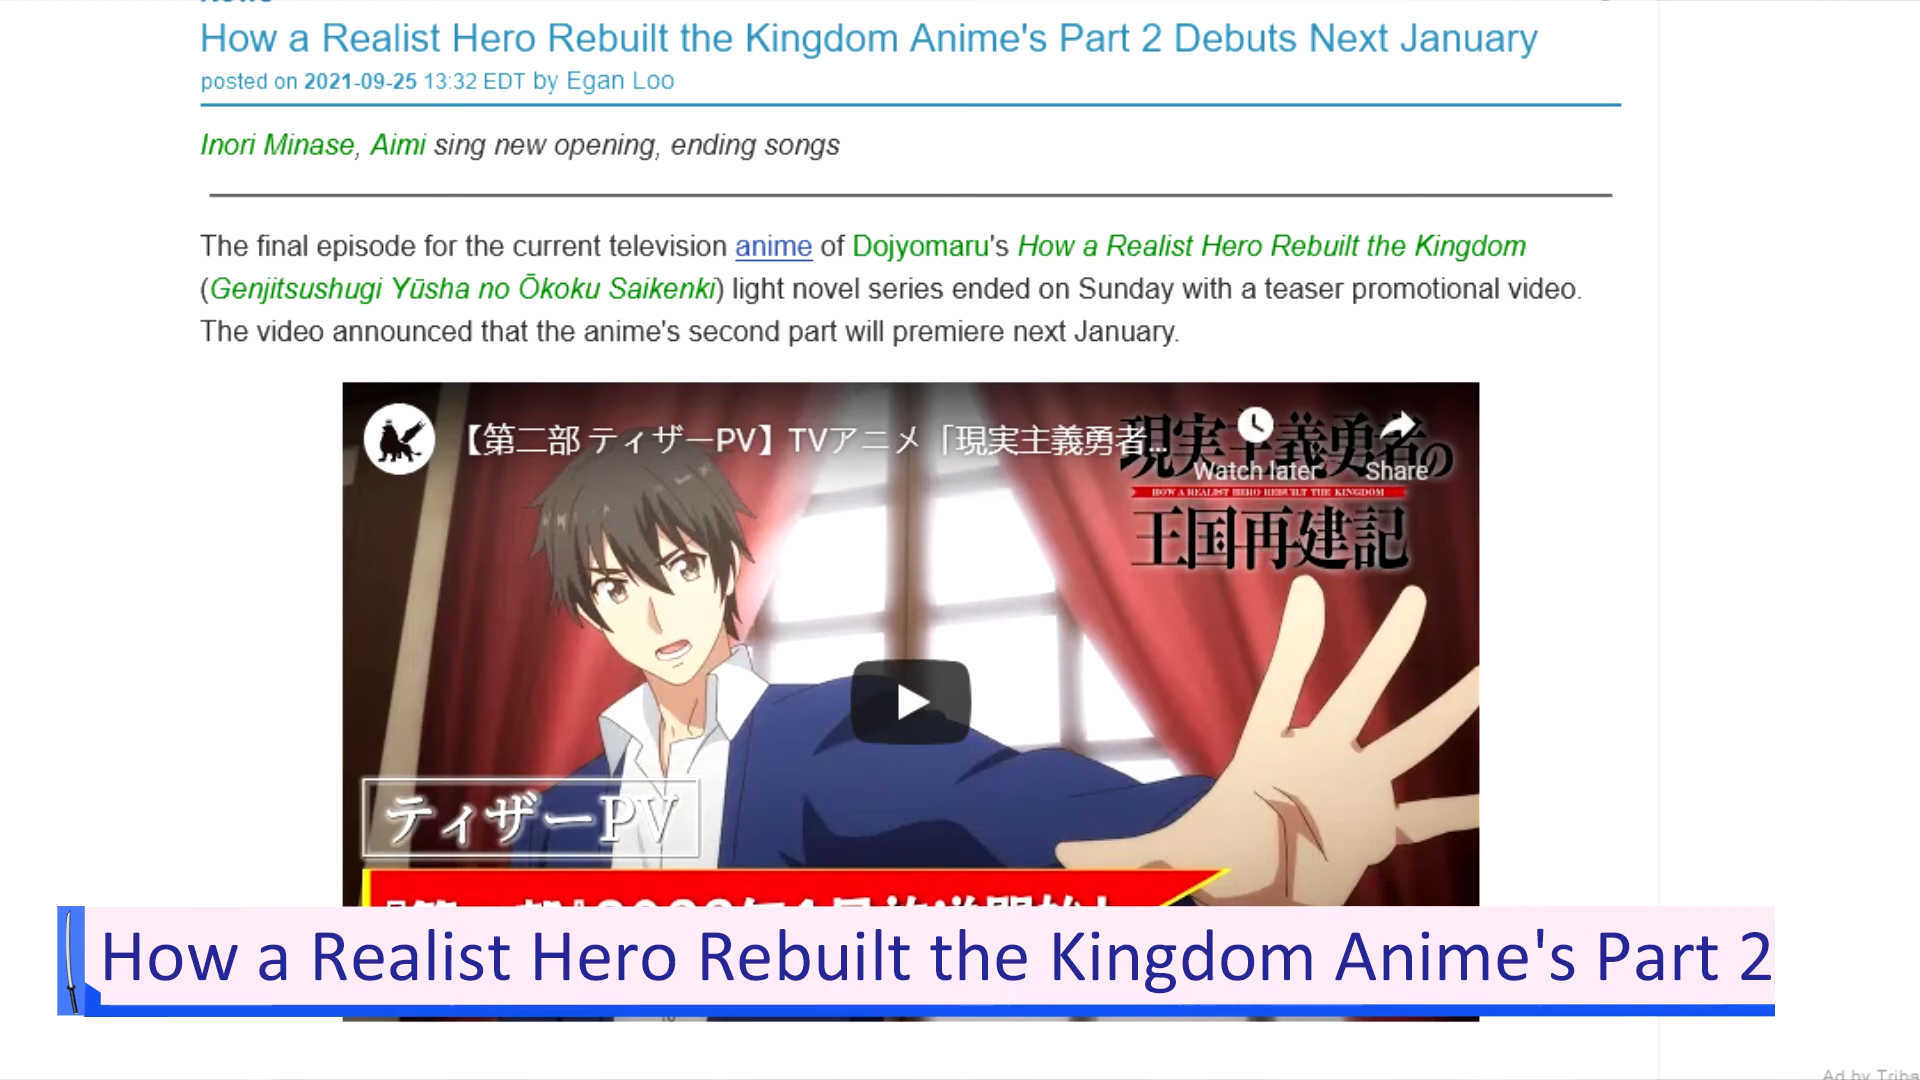 How a Realist Hero Rebuilt the Kingdom Anime's Part 2 Debuts Next January
posted on 2021-09-25 13:32 EDT by Egan Loo
Inori Minase, Aimi sing new opening, ending songs
The final episode for the current television anime of Dojyomaru's How a Realist Hero Rebuilt the Kingdom
(Genjitsushugi Yūsha no Ōkoku Saikenki) light novel series ended on Sunday with a teaser promotional video.
The video announced that the anime's second part will premiere next January.
【第二部 ティザーPV】TVアニメ「現実主義勇者...
Watch later
Share
現実主義勇者の
HOW A REALIST HERO REBUILT THE KINGDOM
王国再建記
ティザーPV
How a Realist Hero Rebuilt the Kingdom Anime's Part 2
Ad by